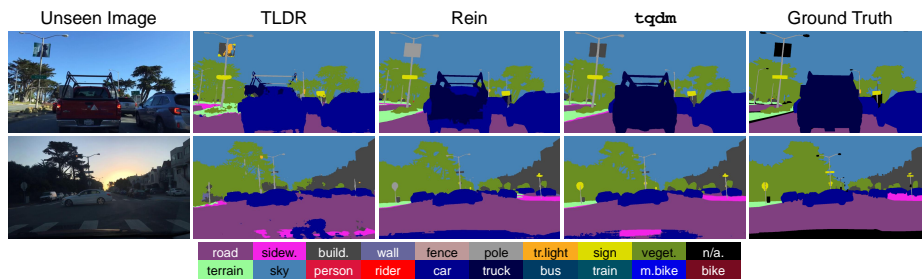 Unseen Image TLDR Rein tqdm Ground Truth
road sidew. build. wall fence pole tr.light sign veget. n/a.
terrain sky person rider car truck bus train m.bike bike